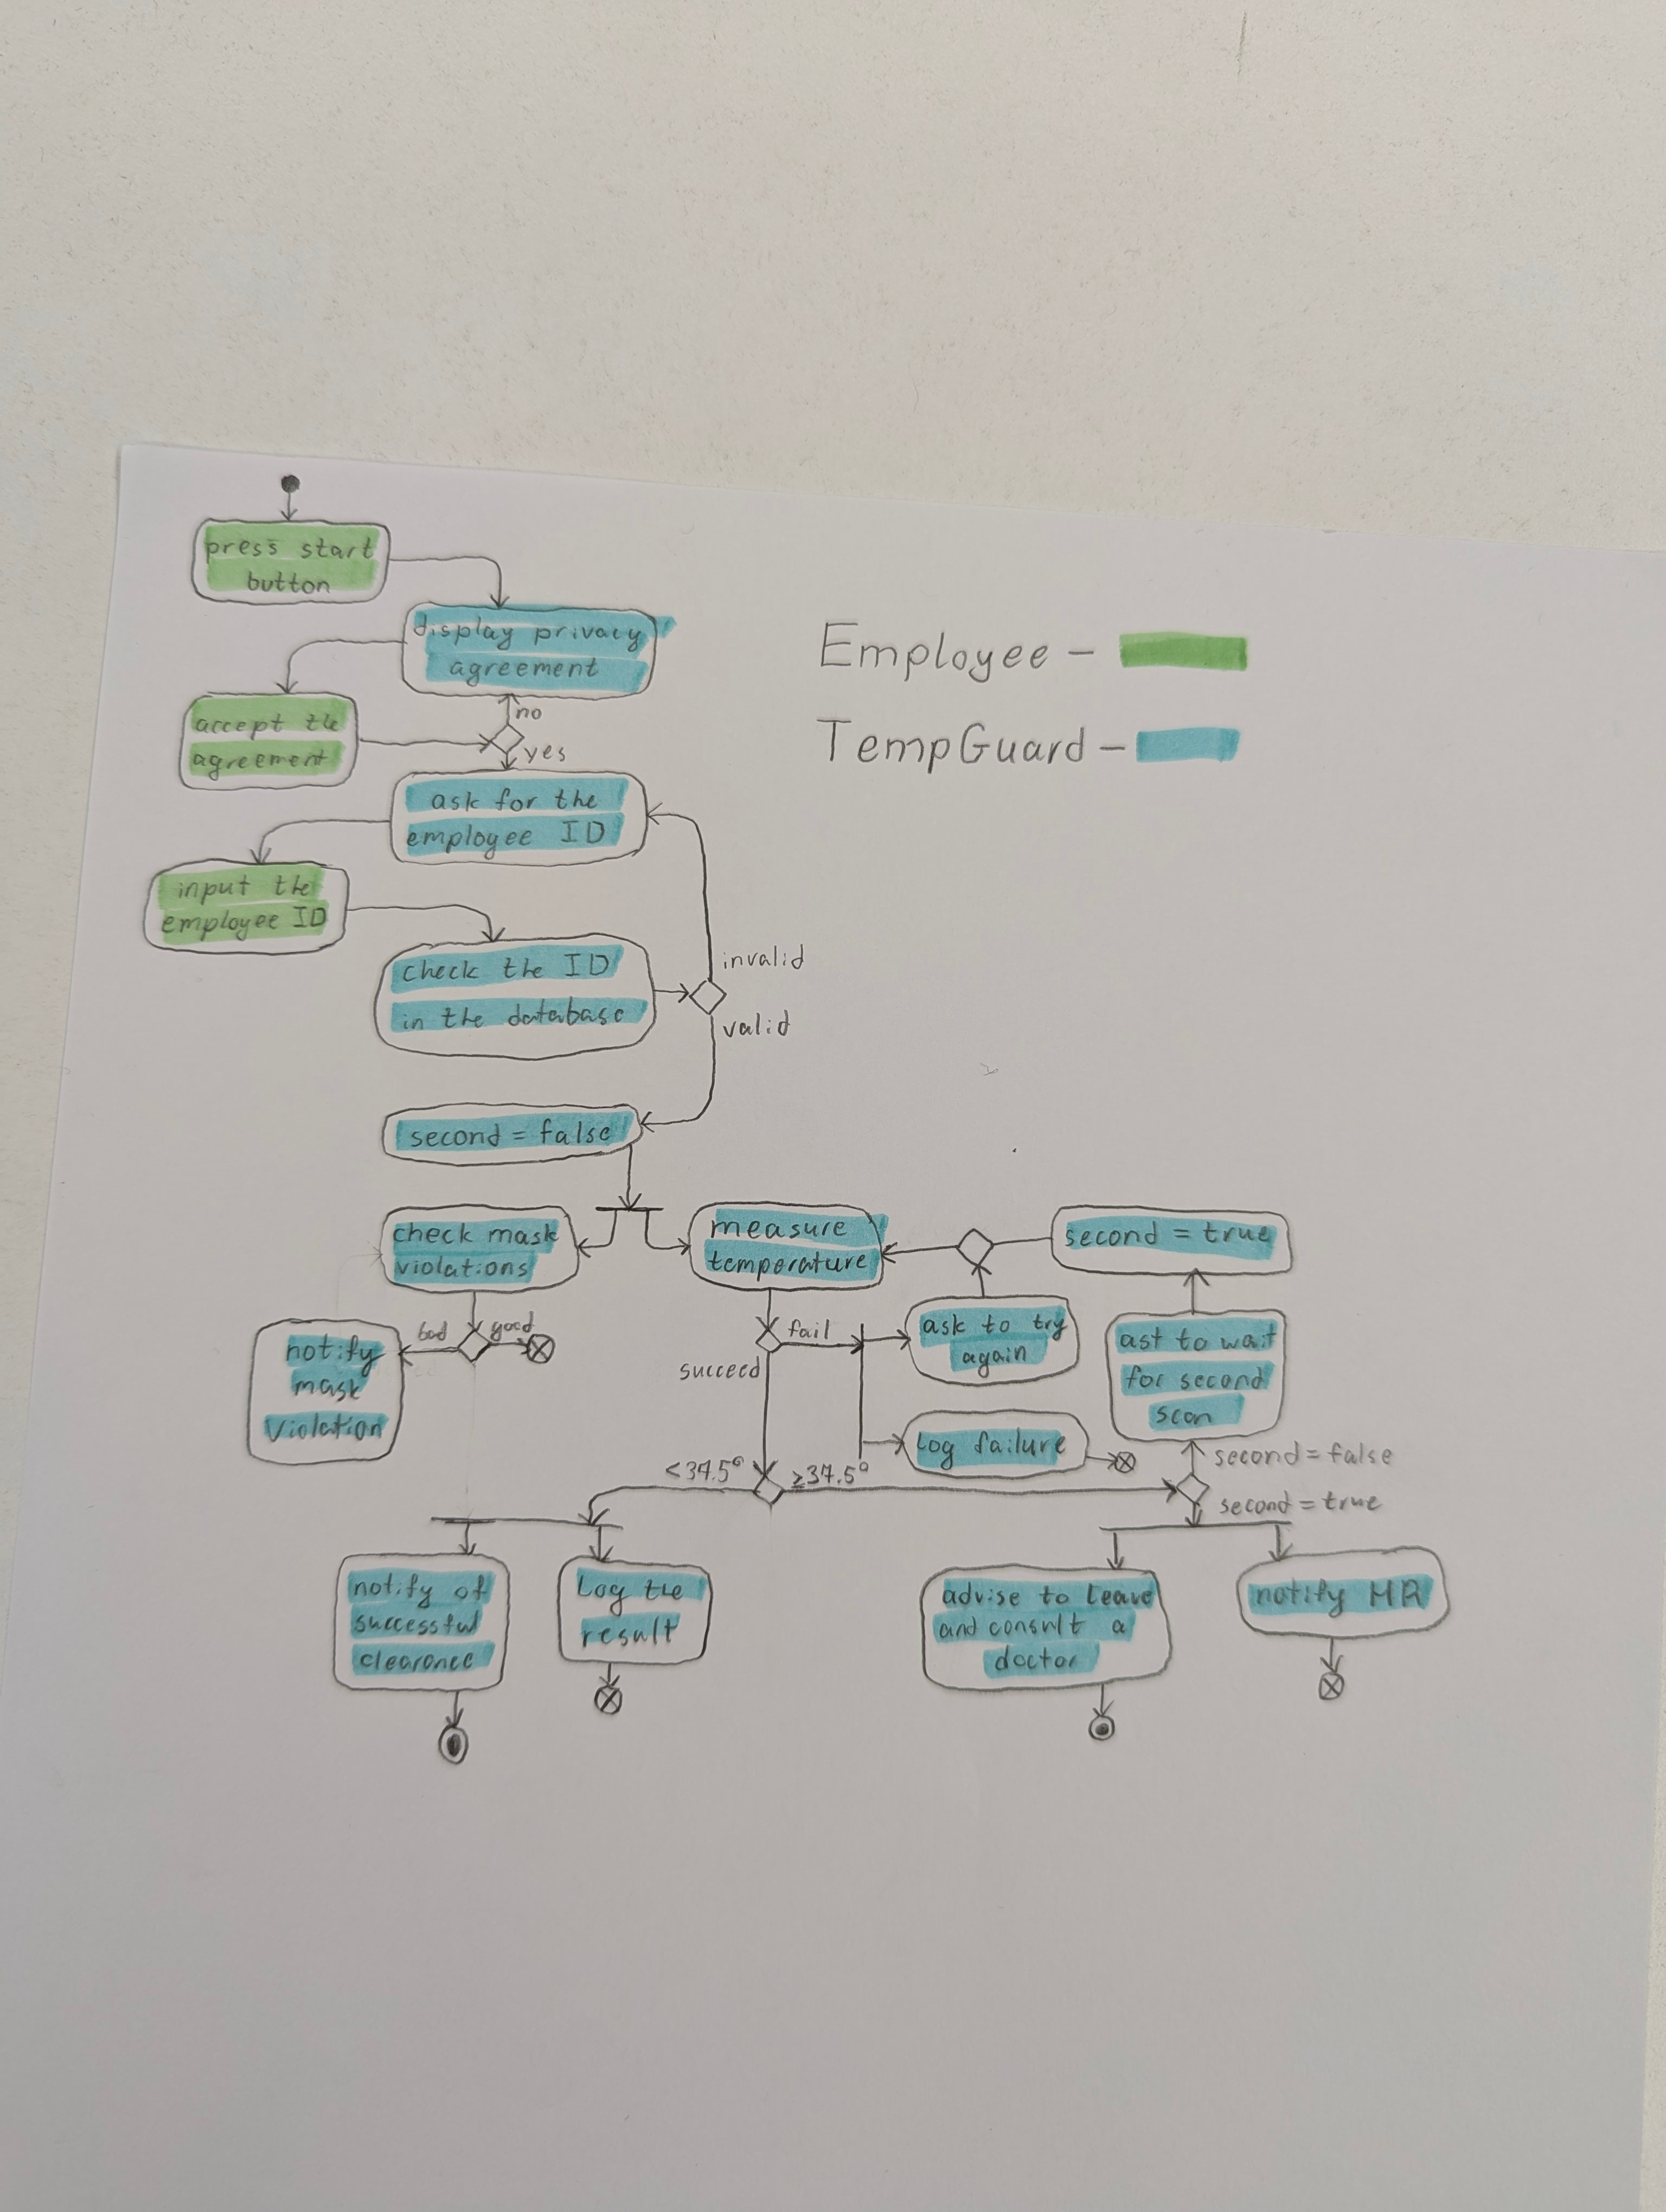 press start
button
display privacy
agreement
Employee –
TempGuard –
accept the
agreement
no
yes
ask for the
employee ID
input the
employee ID
check the ID
in the database
invalid
valid
second = false
check mask
violations
measure
temperature
second = true
bad
good
notify
mask
violation
fail
succeed
ask to try
again
ast to wait
for second
scan
log failure
second = false
second = true
<37.5°
≥37.5°
notify of
successful
clearance
Log the
result
advise to leave
and consult a
doctor
notify HR